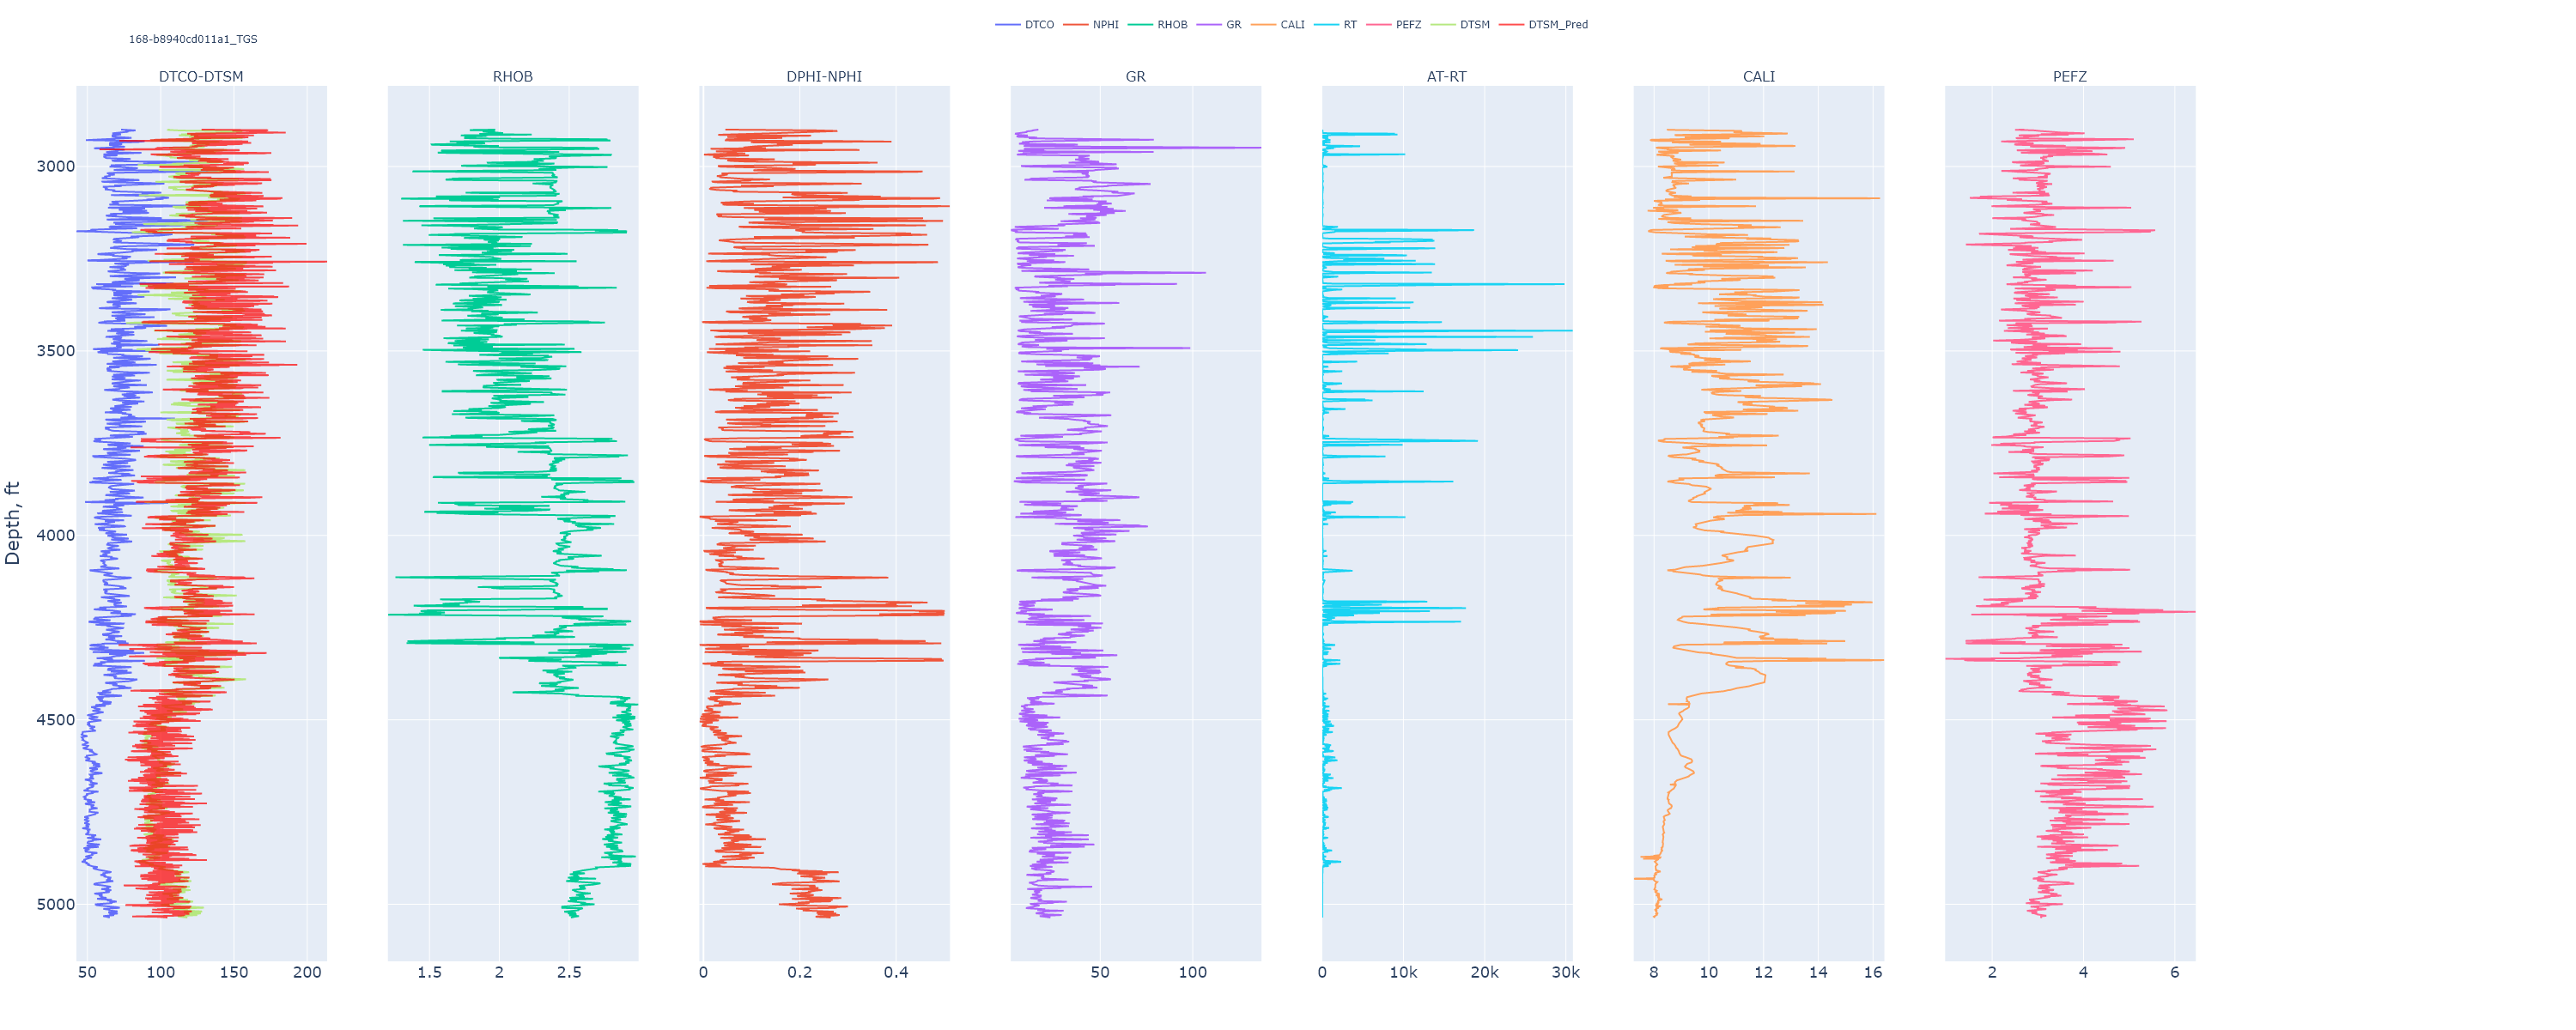 DTCO NPHI RHOB GR CALI RT PEFZ DTSM DTSM_Pred
168-b8940cd011a1_TGS
DTCO-DTSM RHOB DPHI-NPHI GR AT-RT CALI PEFZ
3000
3500
4000
4500
5000
Depth, ft
50 100 150 200 1.5 2 2.5 0 0.2 0.4 50 100 0 10k 20k 30k 8 10 12 14 16 2 4 6